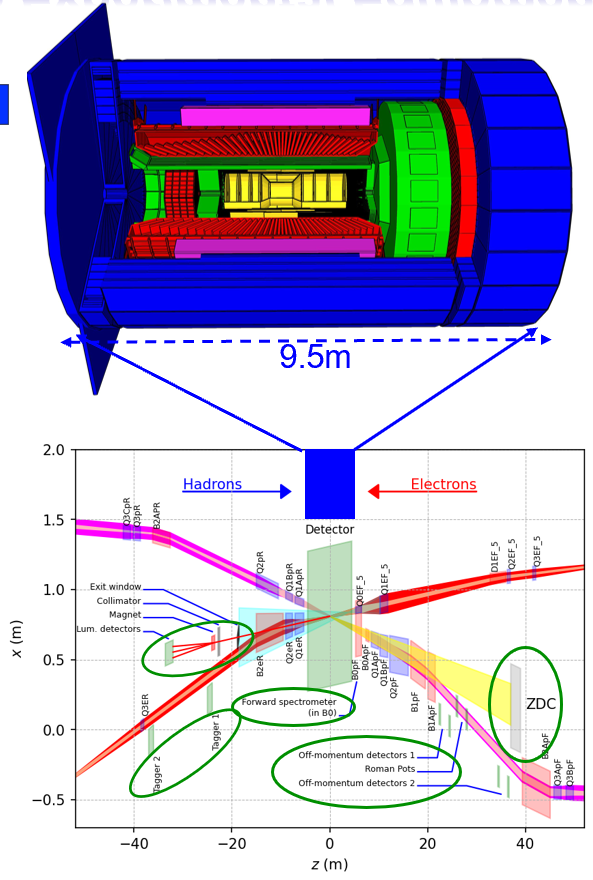 9.5m
2.0
1.5
1.0
0.5
0.0
−0.5
x (m)
Hadrons
Electrons
Detector
Q3CpR
Q3pR
B2APR
Q2pR
Q1BpR
Q1ApR
Q0EF_5
Q1EF_5
D1EF_5
Q2EF_5
Q3EF_5
Exit window
Collimator
Magnet
Lum. detectors
B2eR
Q2eR
Q1eR
B0pF
B0ApF
Q1ApF
Q1BpF
Q2pF
B1pF
B1ApF
ZDC
Q3ER
Tagger 1
Tagger 2
Forward spectrometer
(in B0)
Off-momentum detectors 1
Roman Pots
Off-momentum detectors 2
Q3ApF
Q3BpF
−40
−20
0
20
40
z (m)